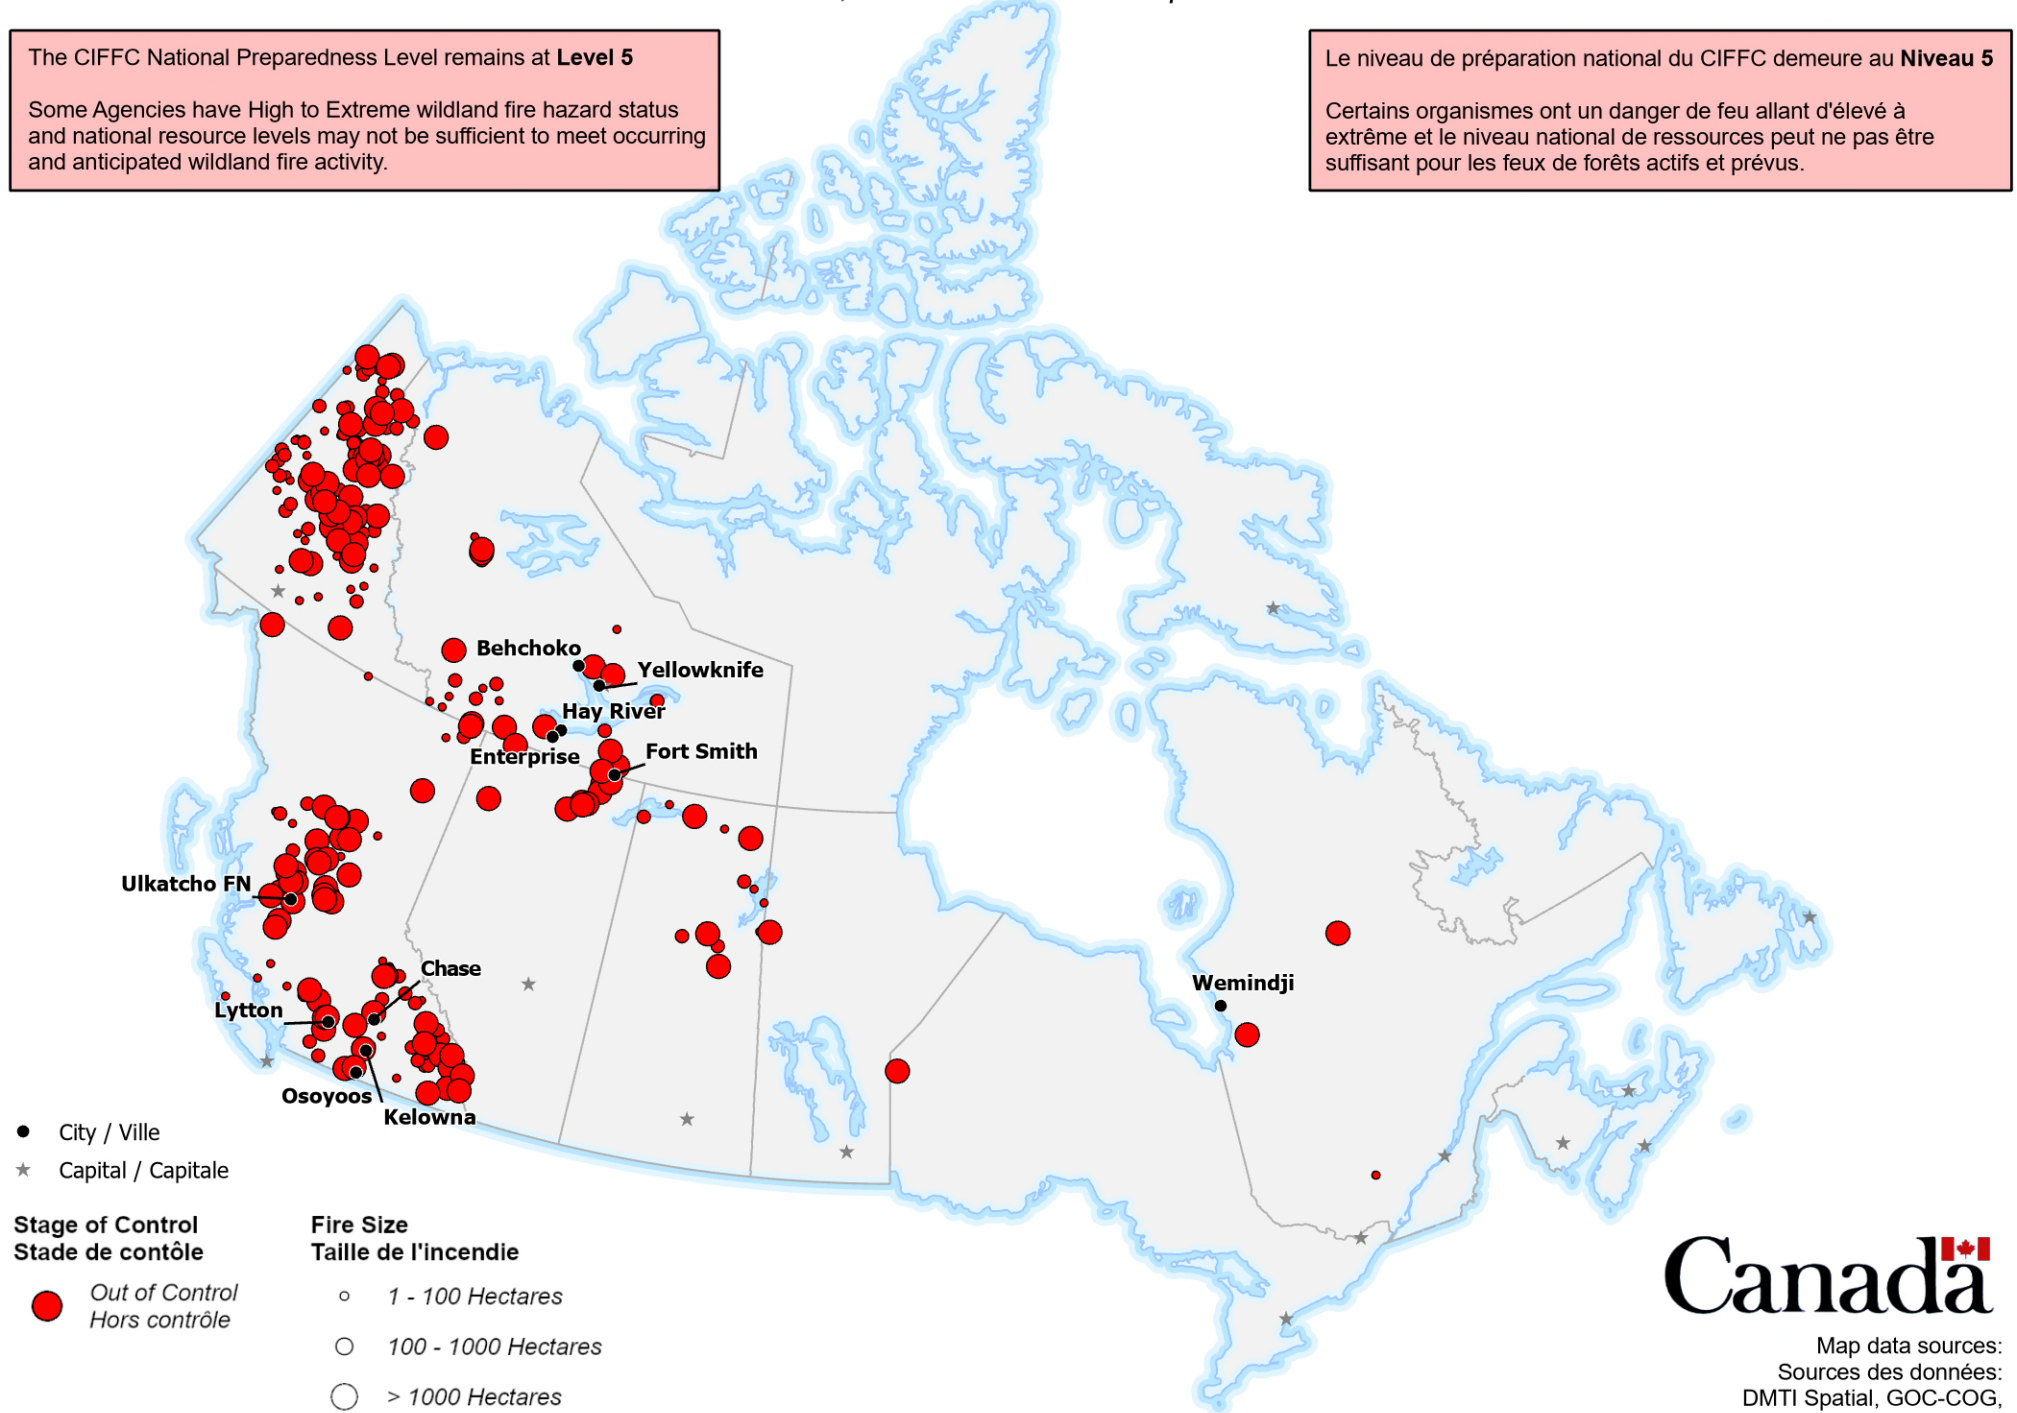 The CIFFC National Preparedness Level remains at Level 5
Some Agencies have High to Extreme wildland fire hazard status
and national resource levels may not be sufficient to meet occurring
and anticipated wildland fire activity.
Le niveau de préparation national du CIFFC demeure au Niveau 5
Certains organismes ont un danger de feu allant d'élevé à
extrême et le niveau national de ressources peut ne pas être
suffisant pour les feux de forêts actifs et prévus.
Behchoko
Yellowknife
Hay River
Enterprise
Fort Smith
Ulkatcho FN
Chase
Lytton
Osoyoos
Kelowna
Wemindji
City / Ville
Capital / Capitale
Stage of Control
Stade de contôle
Out of Control
Hors contrôle
Fire Size
Taille de l'incendie
1 - 100 Hectares
100 - 1000 Hectares
> 1000 Hectares
Canada
Map data sources:
Sources des données:
DMTI Spatial, GOC-COG,